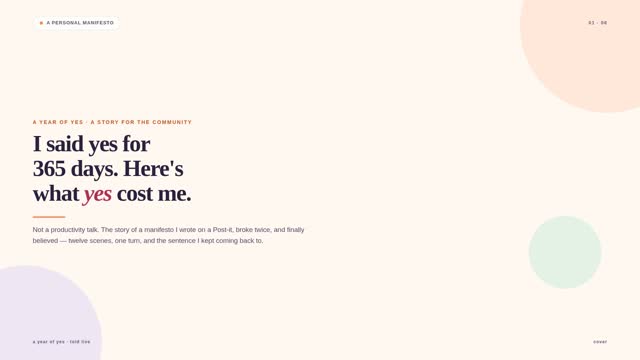 A PERSONAL MANIFESTO
01 - 08
A YEAR OF YES · A STORY FOR THE COMMUNITY
I said yes for
365 days. Here's
what yes cost me.
Not a productivity talk. The story of a manifesto I wrote on a Post-it, broke twice, and finally
believed — twelve scenes, one turn, and the sentence I kept coming back to.
a year of yes · told live
cover